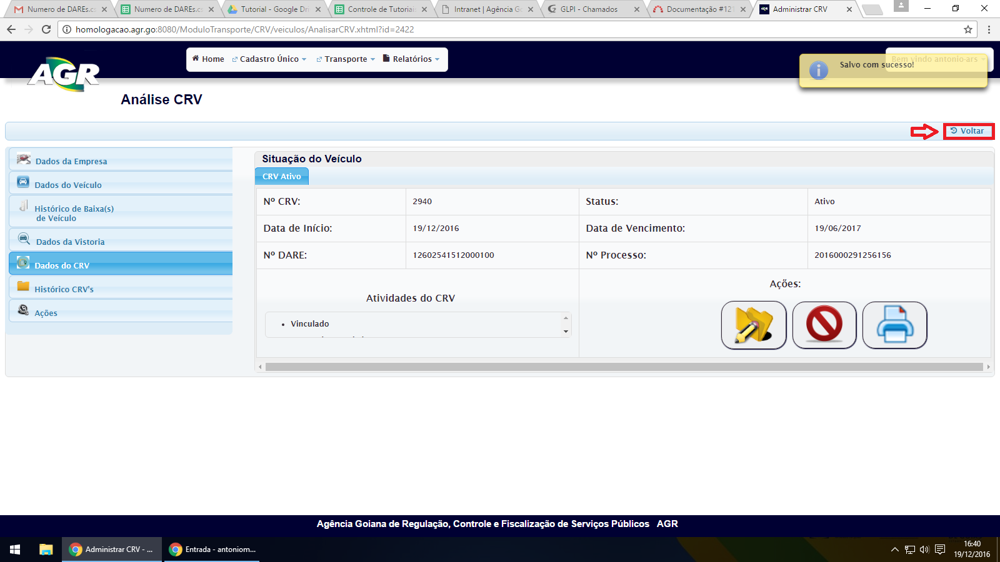 Numero de DAREs.cs
Numero de DAREs.cs
Tutorial - Google Dri
Controle de Tutoriais
Intranet | Agência Go
GLPI - Chamados
Documentação #121
Administrar CRV
homologacao.agr.go:8080/ModuloTransporte/CRV/veiculos/AnalisarCRV.xhtml?id=2422
AGR
Home
Cadastro Único
Transporte
Relatórios
Bem vindo antonio-ars
Salvo com sucesso!
Análise CRV
Voltar
Dados da Empresa
Dados do Veículo
Histórico de Baixa(s)
de Veículo
Dados da Vistoria
Dados do CRV
Histórico CRV's
Ações
Situação do Veículo
CRV Ativo
Nº CRV: 2940 Status: Ativo
Data de Início: 19/12/2016 Data de Vencimento: 19/06/2017
Nº DARE: 12602541512000100 Nº Processo: 2016000291256156
Atividades do CRV
• Vinculado
Ações:
Agência Goiana de Regulação, Controle e Fiscalização de Serviços Públicos AGR
Administrar CRV - ...
Entrada - antoniom...
16:40
19/12/2016